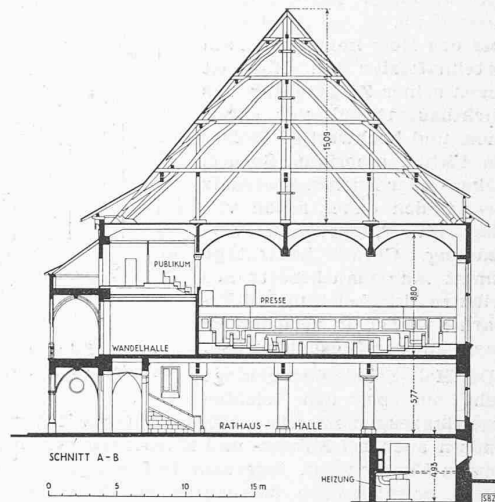 15,09
PUBLIKUM
PRESSE
8,80
WANDELHALLE
5,77
RATHAUS - HALLE
SCHNITT A-B
HEIZUNG
0 5 10 15 m